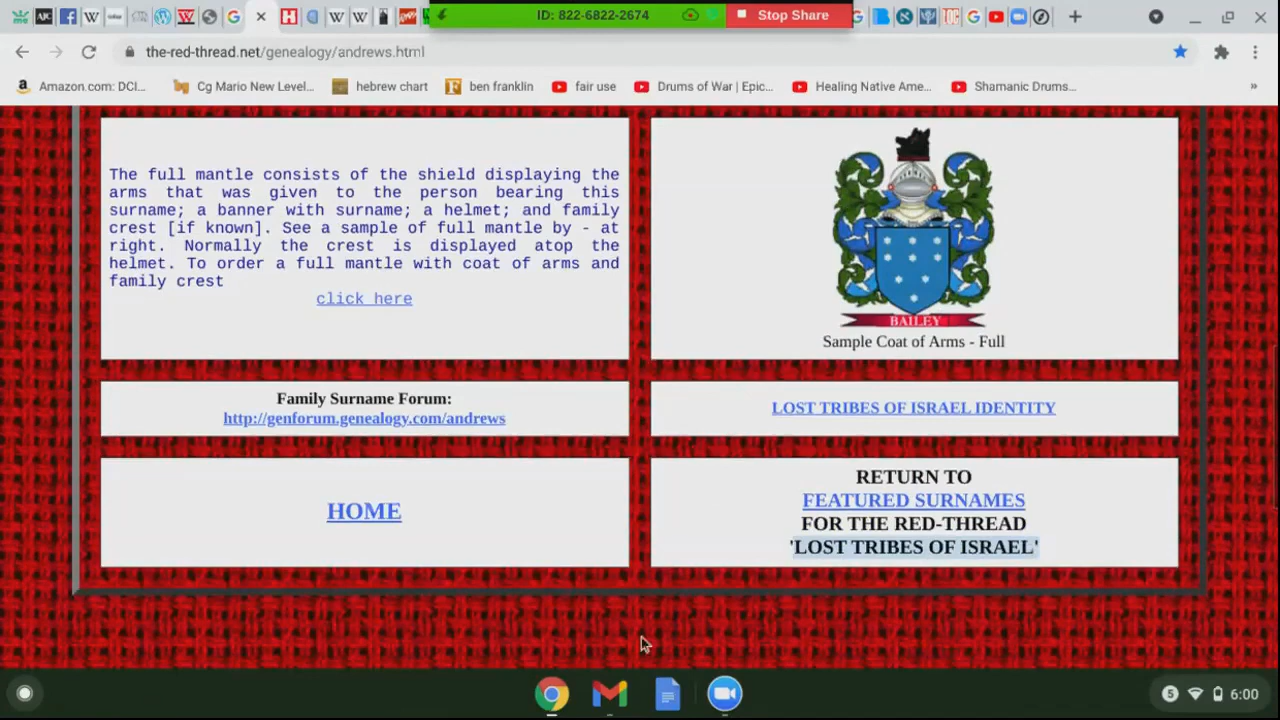 ID: 822-6822-2674
Stop Share
the-red-thread.net/genealogy/andrews.html
Amazon.com: DCI...
Cg Mario New Level...
hebrew chart
ben franklin
fair use
Drums of War | Epic...
Healing Native Ame...
Shamanic Drums...
»
The full mantle consists of the shield displaying the
arms that was given to the person bearing this
surname; a banner with surname; a helmet; and family
crest [if known]. See a sample of full mantle by - at
right. Normally the crest is displayed atop the
helmet. To order a full mantle with coat of arms and
family crest
click here
BAILEY
Sample Coat of Arms - Full
Family Surname Forum:
http://genforum.genealogy.com/andrews
LOST TRIBES OF ISRAEL IDENTITY
HOME
RETURN TO
FEATURED SURNAMES
FOR THE RED-THREAD
'LOST TRIBES OF ISRAEL'
5
6:00